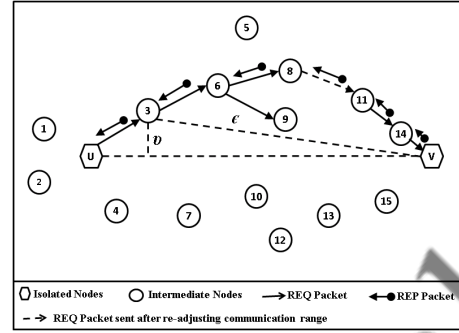 5
8
6
11
3
9
ϵ
1
14
ʋ
U
V
2
10
15
4
7
13
12
Isolated Nodes Intermediate Nodes REQ Packet REP Packet
REQ Packet sent after re-adjusting communication range